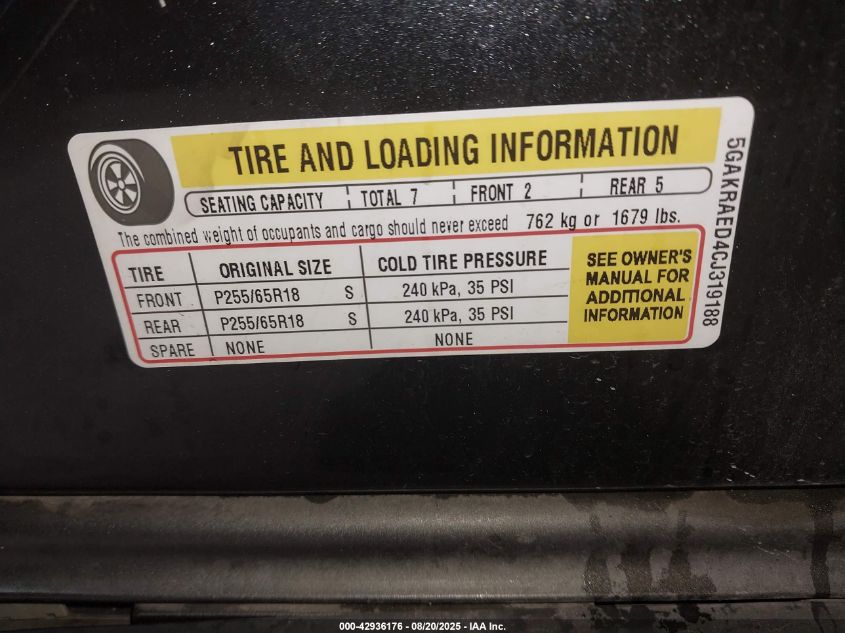 TIRE AND LOADING INFORMATION
SEATING CAPACITY TOTAL 7 FRONT 2 REAR 5
The combined weight of occupants and cargo should never exceed 762 kg or 1679 lbs.
TIRE ORIGINAL SIZE COLD TIRE PRESSURE
FRONT P255/65R18 S 240 kPa, 35 PSI
REAR P255/65R18 S 240 kPa, 35 PSI
SPARE NONE NONE
SEE OWNER'S
MANUAL FOR
ADDITIONAL
INFORMATION
5GAKRAED4CJ319188
000-42936176 - 08/20/2025 - IAA Inc.